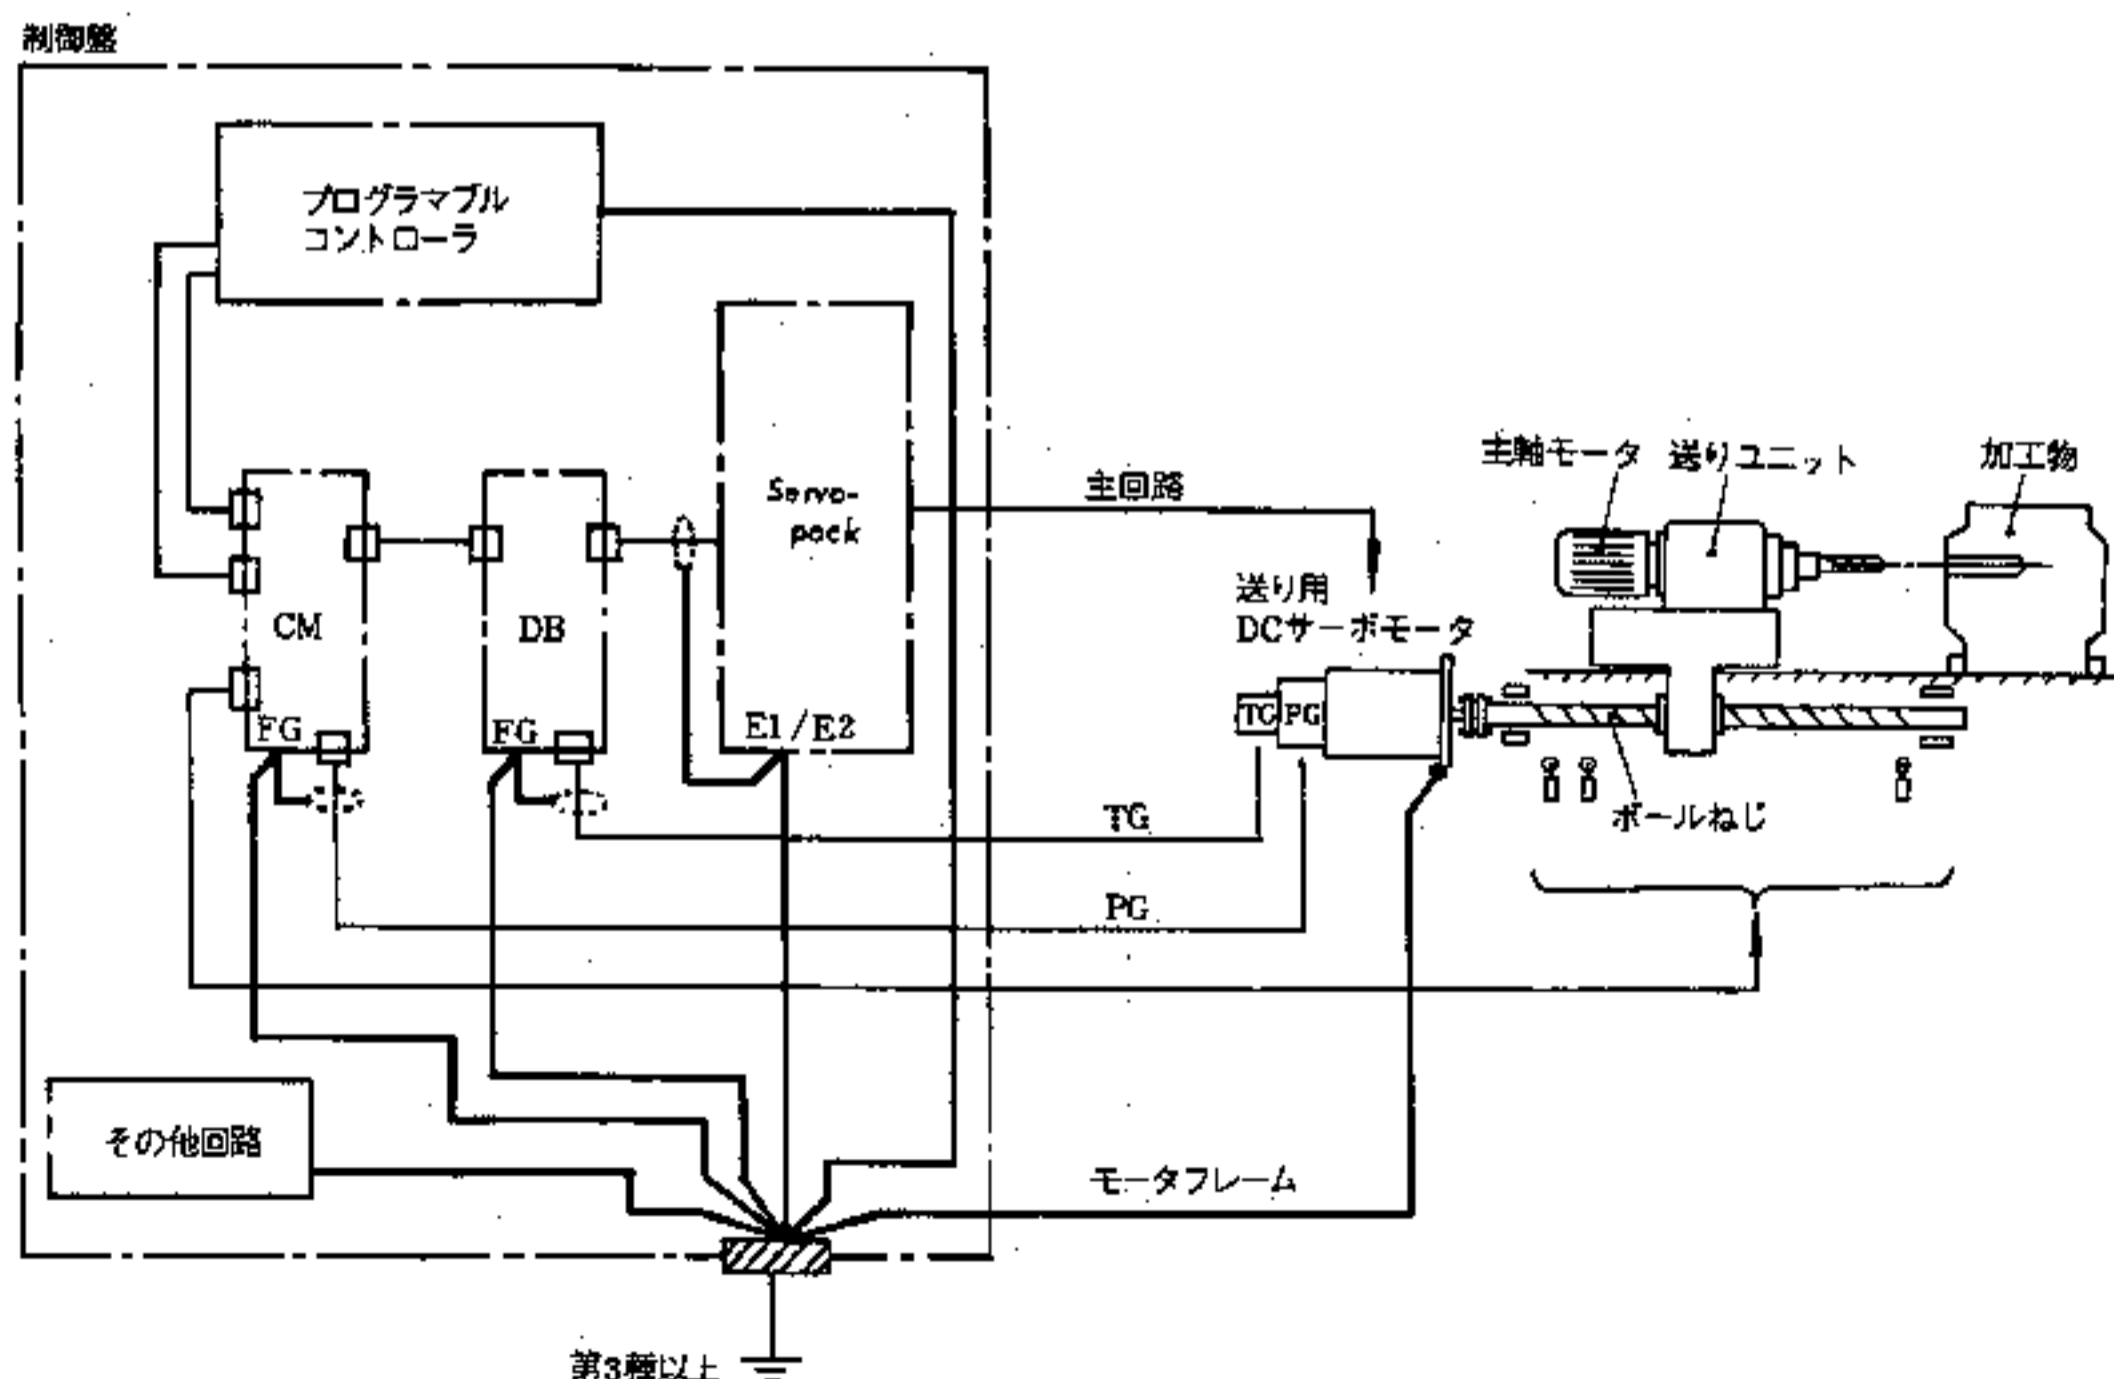 制御盤
プログラマブル
コントローラ
主軸モータ
送りユニット
加工物
Servo-
pack
主回路
送り用
DCサーボモータ
CM
DB
FG
FG
E1/E2
TG
PG
TG
ボールねじ
PG
その他回路
モータフレーム
第3種以上